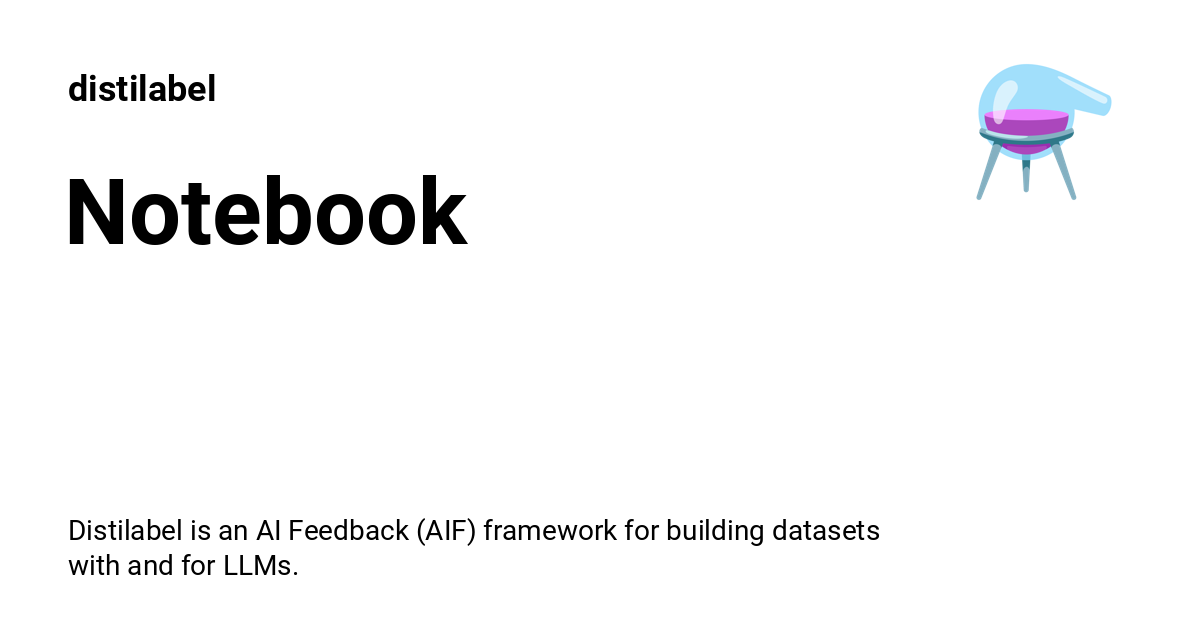 distilabel
Notebook
Distilabel is an AI Feedback (AIF) framework for building datasets
with and for LLMs.